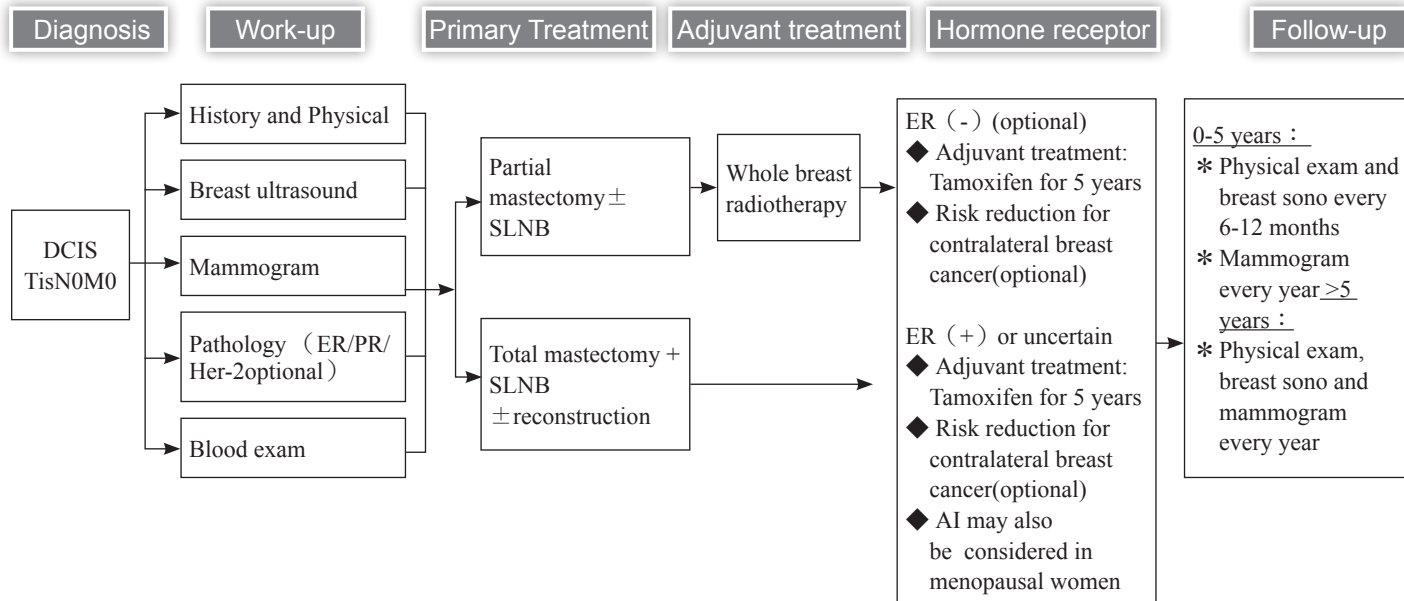 Diagnosis
Work-up
Primary Treatment
Adjuvant treatment
Hormone receptor
Follow-up
DCIS
TisN0M0
History and Physical
Breast ultrasound
Mammogram
Pathology （ER/PR/
Her-2optional）
Blood exam
Partial
mastectomy±
SLNB
Total mastectomy +
SLNB
±reconstruction
Whole breast
radiotherapy
ER（-）(optional)
◆ Adjuvant treatment:
Tamoxifen for 5 years
◆ Risk reduction for
contralateral breast
cancer(optional)
ER（+）or uncertain
◆ Adjuvant treatment:
Tamoxifen for 5 years
◆ Risk reduction for
contralateral breast
cancer(optional)
◆ AI may also
be considered in
menopausal women
0-5 years：
＊ Physical exam and
breast sono every
6-12 months
＊ Mammogram
every year >5
years：
＊ Physical exam,
breast sono and
mammogram
every year